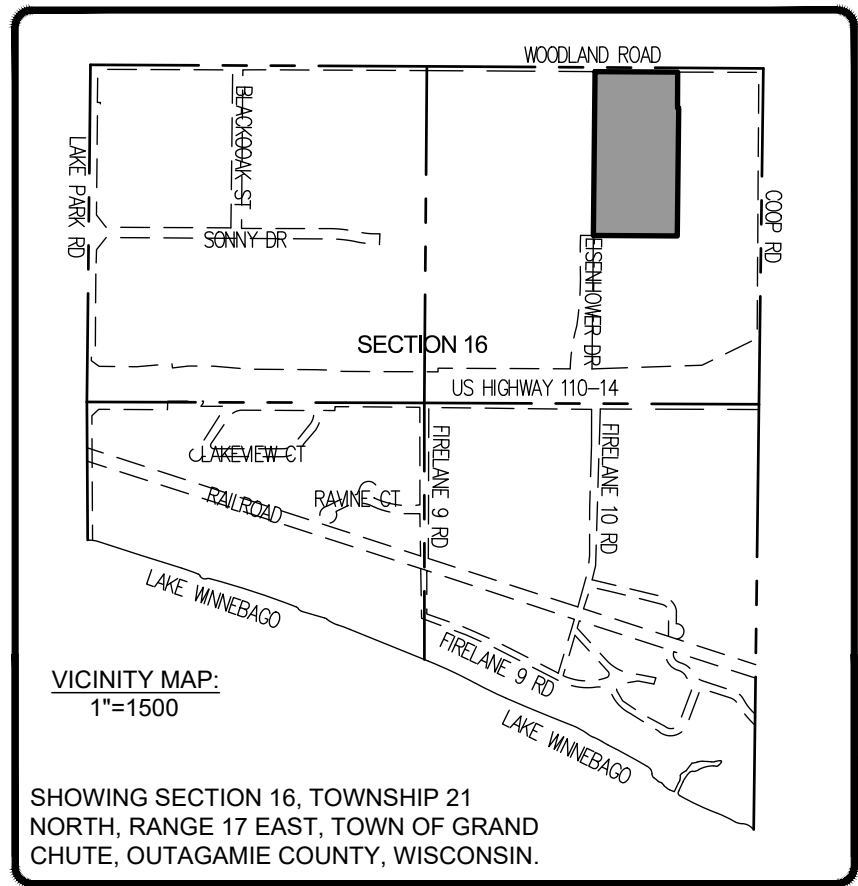 WOODLAND ROAD
BLACKOOAK ST
LAKE PARK RD
COOP RD
SONNY DR
EISENHOWER DR
SECTION 16
US HIGHWAY 110-14
LAKEVIEW CT
FIRELANE 9 RD
FIRELANE 10 RD
RAILROAD
RAVINE CT
LAKE WINNEBAGO
FIRELANE 9 RD
VICINITY MAP:
1"=1500
LAKE WINNEBAGO
SHOWING SECTION 16, TOWNSHIP 21
NORTH, RANGE 17 EAST, TOWN OF GRAND
CHUTE, OUTAGAMIE COUNTY, WISCONSIN.